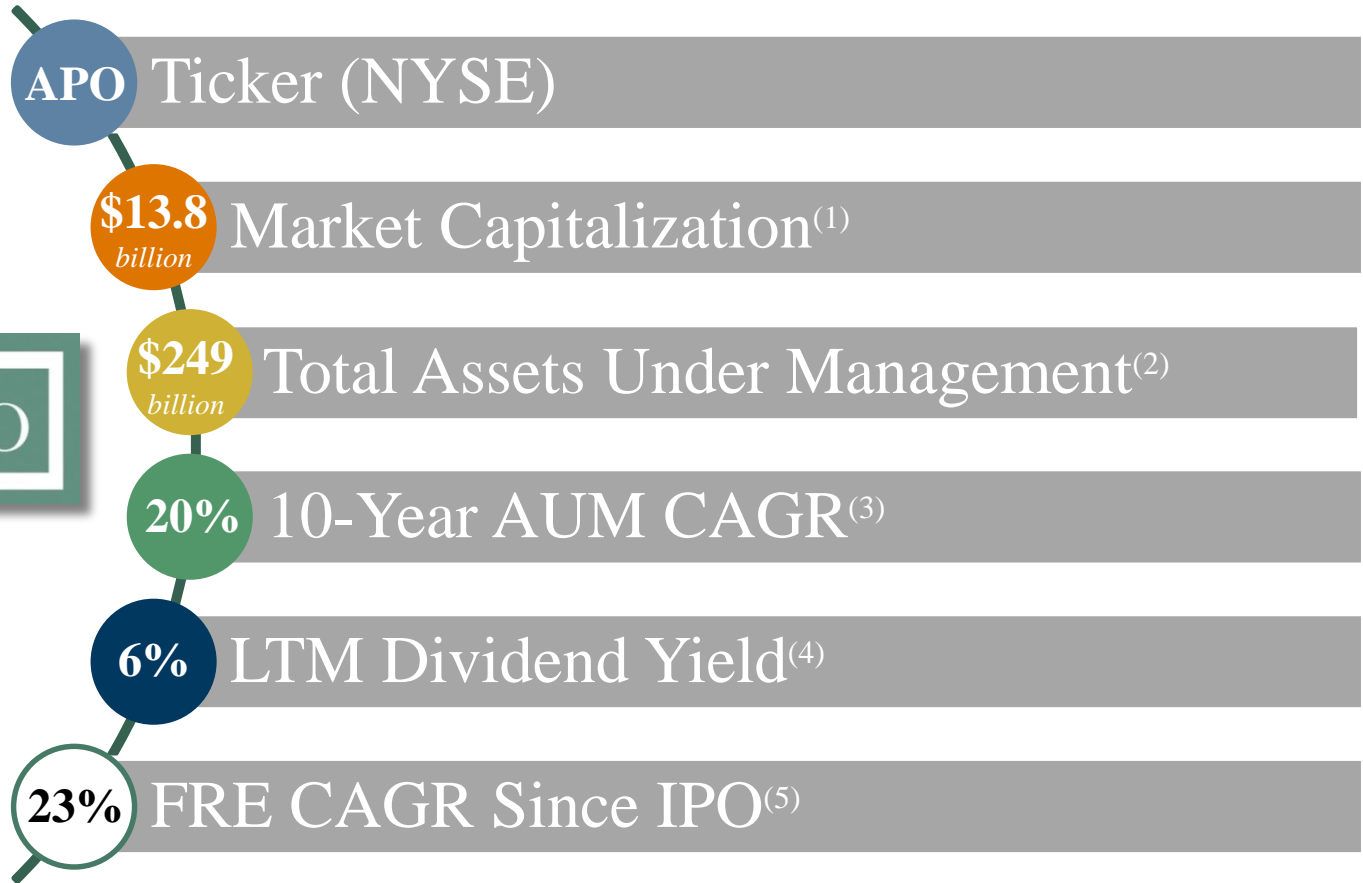 APO Ticker (NYSE)
$13.8 billion Market Capitalization(1)
$249 billion Total Assets Under Management(2)
O
20% 10-Year AUM CAGR(3)
6% LTM Dividend Yield(4)
23% FRE CAGR Since IPO(5)